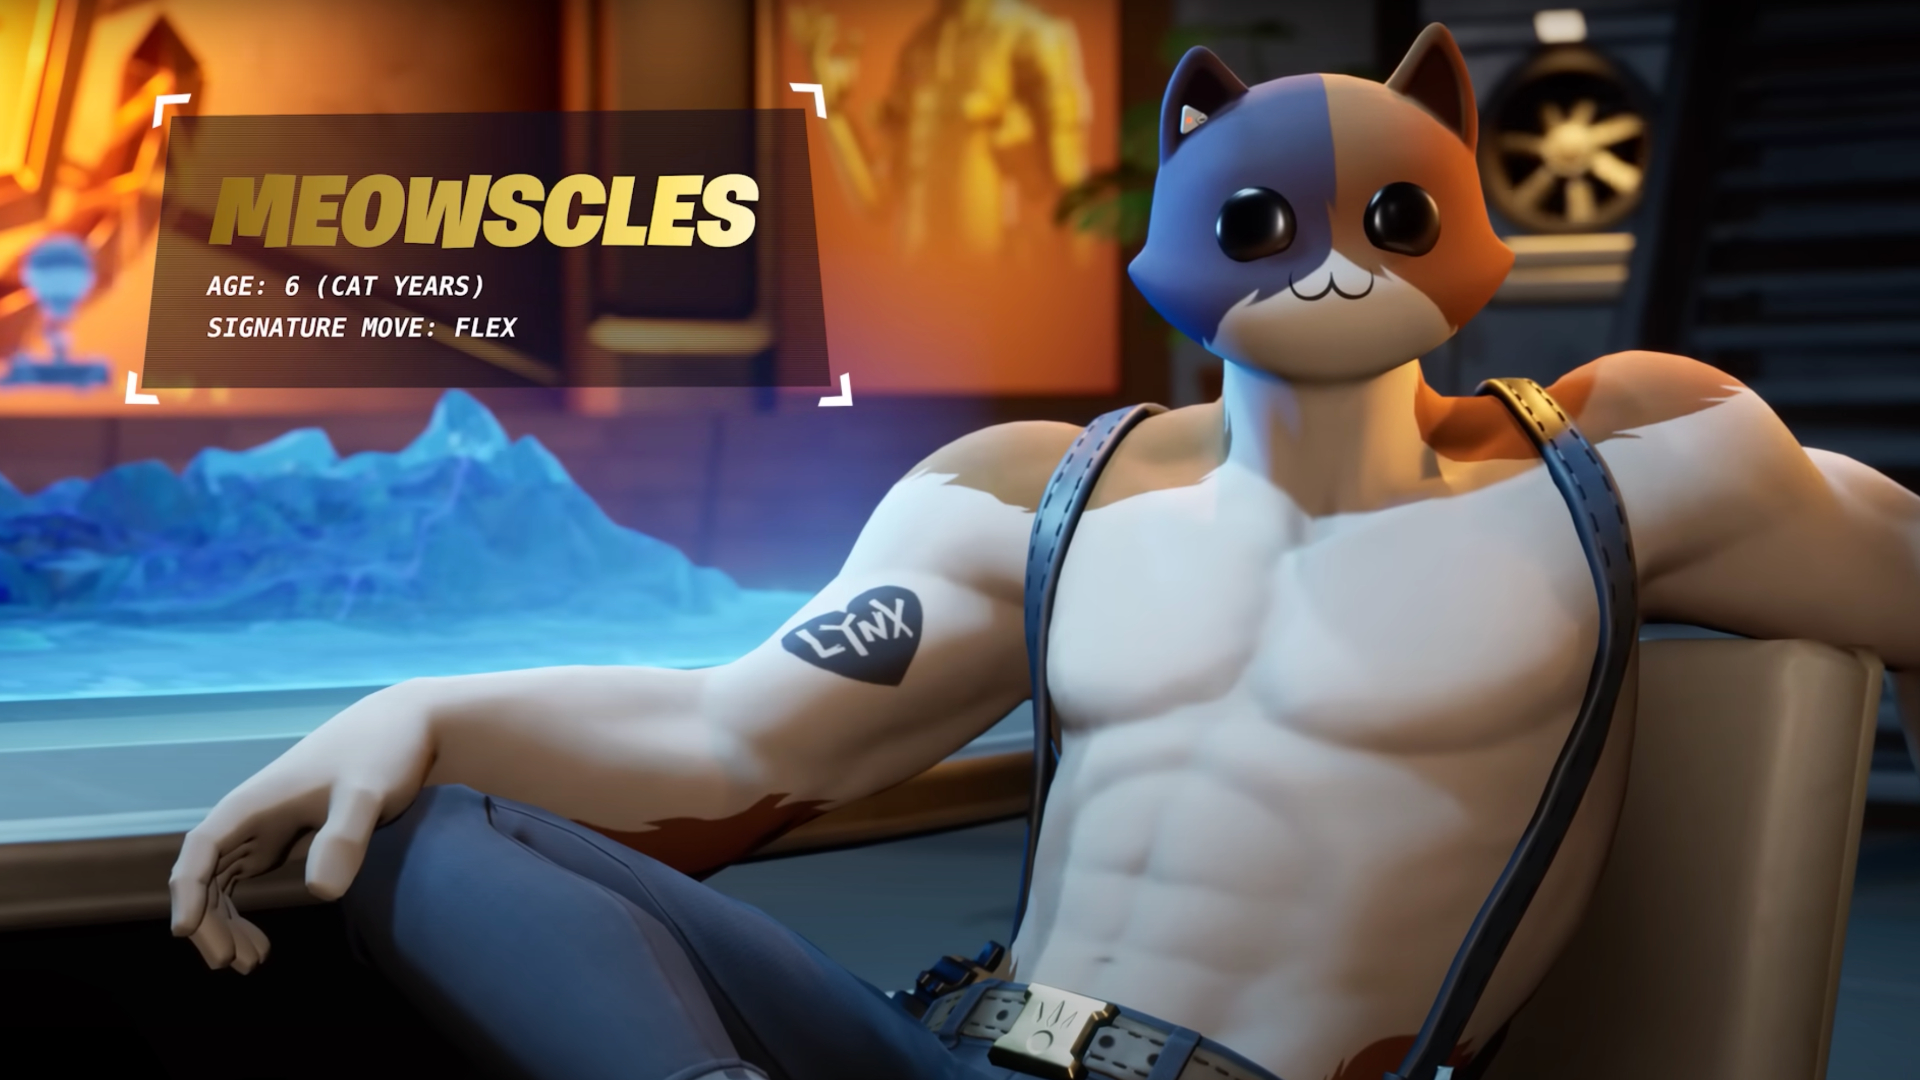 MEOWSCLES
AGE: 6 (CAT YEARS)
SIGNATURE MOVE: FLEX
LYNX